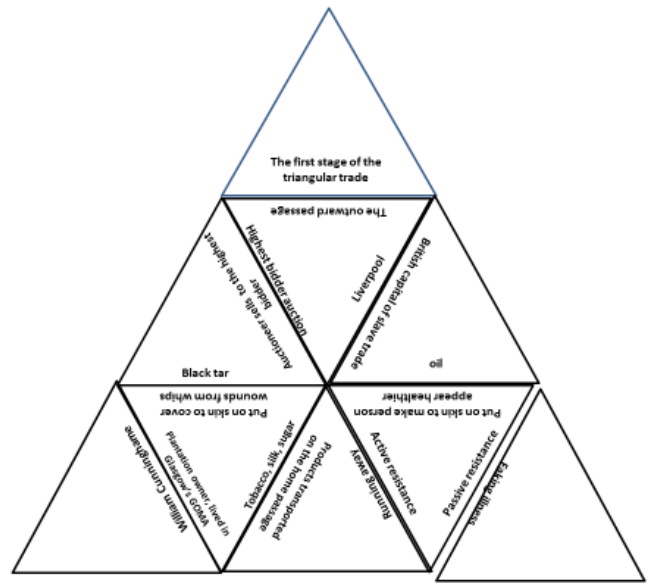 The first stage of the
triangular trade
The outward passage
Auctioneer sells to the highest
bidder
Highest bidder auction
Liverpool
British capital of slave trade
Black tar
oil
Put on skin to cover
wounds from whips
Put on skin to make person
appear healthier
William Cunninghame
Plantation owner, lived in
Glasgow's GOMA
Tobacco, silk, sugar
Products transported
on the home passage
Running away
Active resistance
Passive resistance
Faking illness